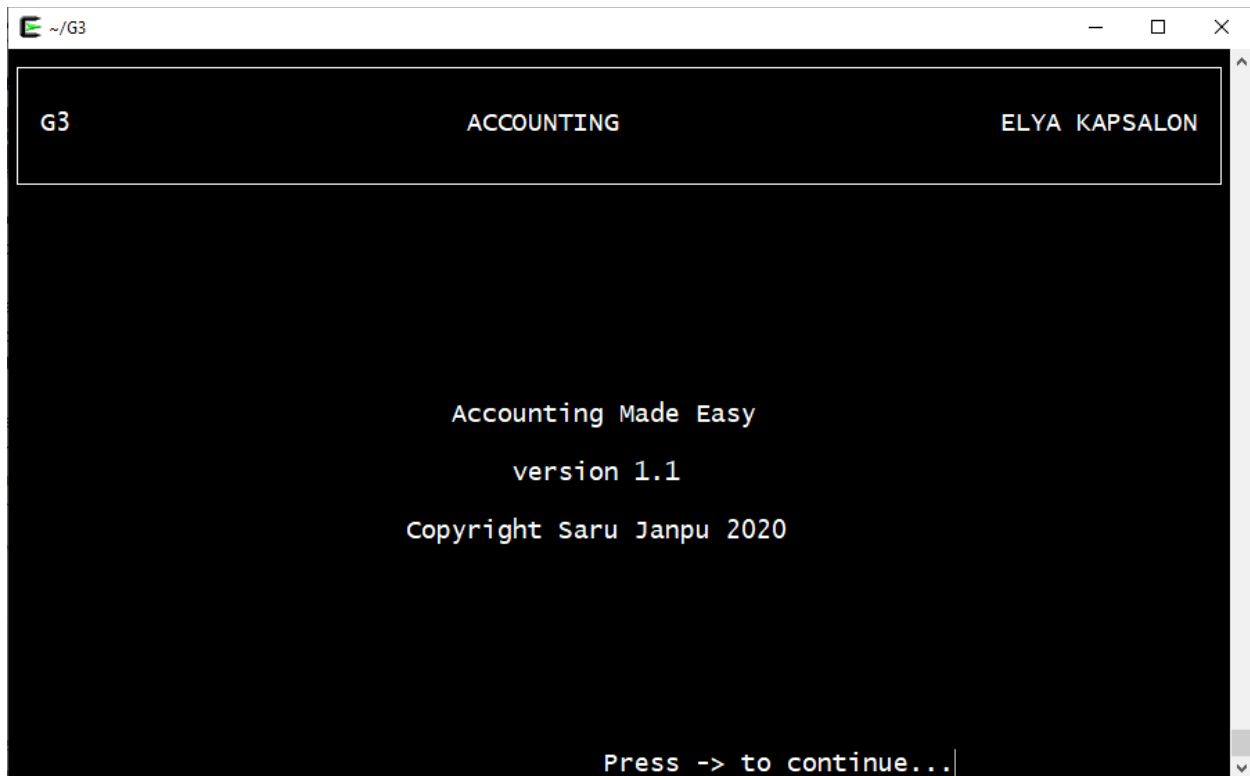 ~/G3
G3 ACCOUNTING ELYA KAPSALON
Accounting Made Easy
version 1.1
Copyright Saru Janpu 2020
Press -> to continue...